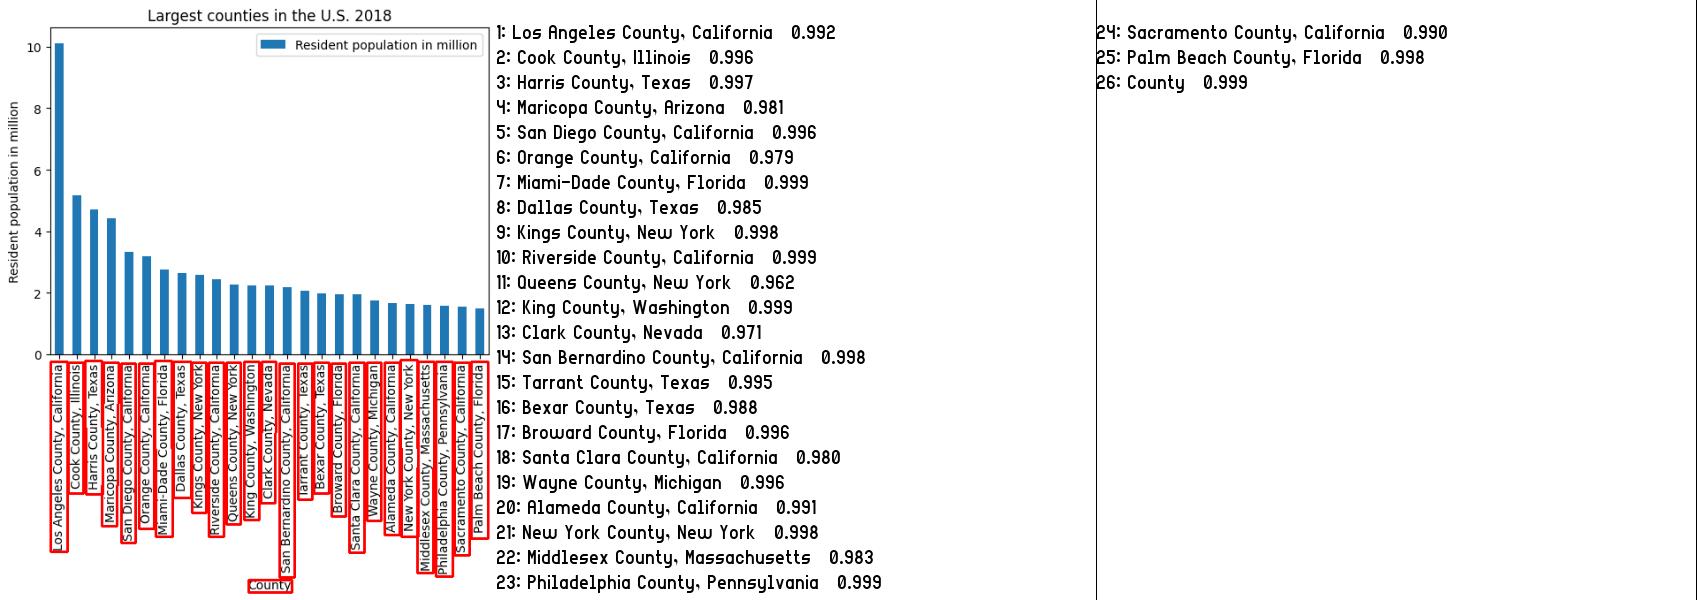 Largest counties in the U.S. 2018
Resident population in million
Resident population in million
10
8
6
4
2
0
Los Angeles County, California
Cook County, Illinois
Harris County, Texas
Maricopa County, Arizona
San Diego County, California
Orange County, California
Miami-Dade County, Florida
Dallas County, Texas
Kings County, New York
Riverside County, California
Queens County, New York
King County, Washington
Clark County, Nevada
San Bernardino County, California
Tarrant County, Texas
Bexar County, Texas
Broward County, Florida
Santa Clara County, California
Wayne County, Michigan
Alameda County, California
New York County, New York
Middlesex County, Massachusetts
Philadelphia County, Pennsylvania
Sacramento County, California
Palm Beach County, Florida
County
1: Los Angeles County, California 0.992
2: Cook County, Illinois 0.996
3: Harris County, Texas 0.997
4: Maricopa County, Arizona 0.981
5: San Diego County, California 0.996
6: Orange County, California 0.979
7: Miami-Dade County, Florida 0.999
8: Dallas County, Texas 0.985
9: Kings County, New York 0.998
10: Riverside County, California 0.999
11: Queens County, New York 0.962
12: King County, Washington 0.999
13: Clark County, Nevada 0.971
14: San Bernardino County, California 0.998
15: Tarrant County, Texas 0.995
16: Bexar County, Texas 0.988
17: Broward County, Florida 0.996
18: Santa Clara County, California 0.980
19: Wayne County, Michigan 0.996
20: Alameda County, California 0.991
21: New York County, New York 0.998
22: Middlesex County, Massachusetts 0.983
23: Philadelphia County, Pennsylvania 0.999
24: Sacramento County, California 0.990
25: Palm Beach County, Florida 0.998
26: County 0.999